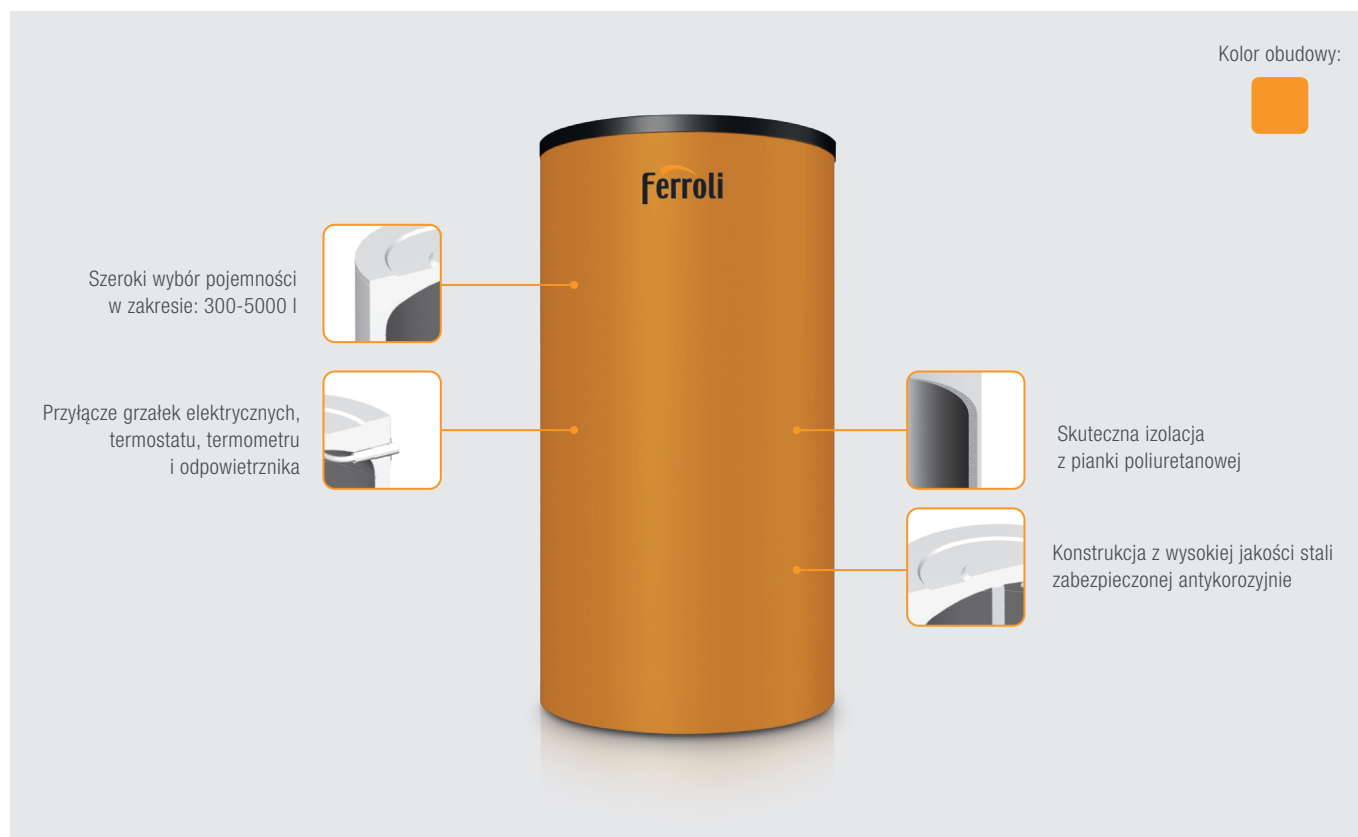 Kolor obudowy:
Ferroli
Szeroki wybór pojemności
w zakresie: 300-5000 l
Przyłącze grzałek elektrycznych,
termostatu, termometru
i odpowietrznika
Skuteczna izolacja
z pianki poliuretanowej
Konstrukcja z wysokiej jakości stali
zabezpieczonej antykorozyjnie